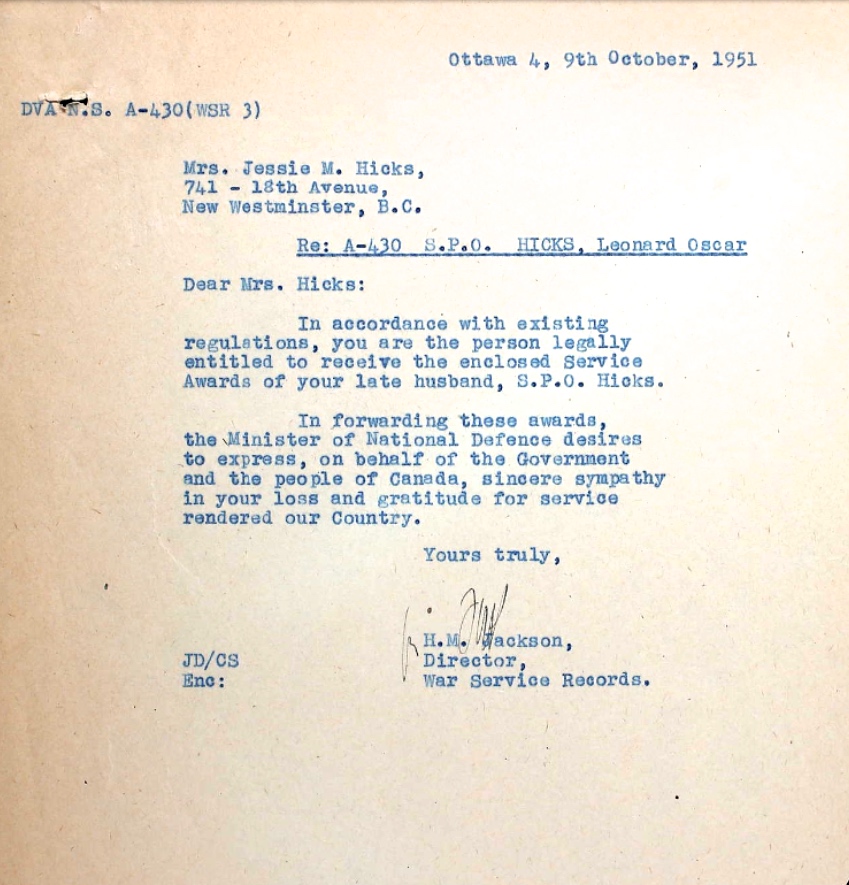 Ottawa 4, 9th October, 1951
DVA N.S. A-430(WSR 3)
Mrs. Jessie M. Hicks,
741 - 18th Avenue,
New Westminster, B.C.
Re: A-430 S.P.O. HICKS, Leonard Oscar
Dear Mrs. Hicks:
In accordance with existing
regulations, you are the person legally
entitled to receive the enclosed Service
Awards of your late husband, S.P.O. Hicks.
In forwarding these awards,
the Minister of National Defence desires
to express, on behalf of the Government
and the people of Canada, sincere sympathy
in your loss and gratitude for service
rendered our Country.
Yours truly,
H.M. Jackson,
JD/CS Director,
Enc: War Service Records.